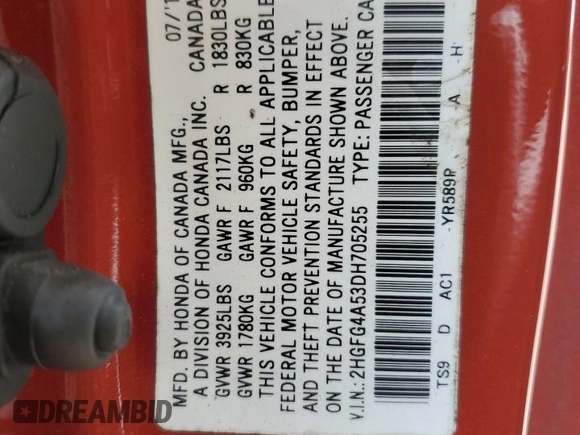 MFD. BY HONDA OF CANADA MFG., 07/1
A DIVISION OF HONDA CANADA INC. CANADA
GVWR 3925LBS GAWR F 2117LBS R 1830LBS
GVWR 1780KG GAWR F 960KG R 830KG
THIS VEHICLE CONFORMS TO ALL APPLICABLE
FEDERAL MOTOR VEHICLE SAFETY, BUMPER,
AND THEFT PREVENTION STANDARDS IN EFFECT
ON THE DATE OF MANUFACTURE SHOWN ABOVE.
V.I.N.: 2HGFG4A53DH705255 TYPE: PASSENGER CA
TS9 D AC1 -YR589P -A -H
DREAMBID